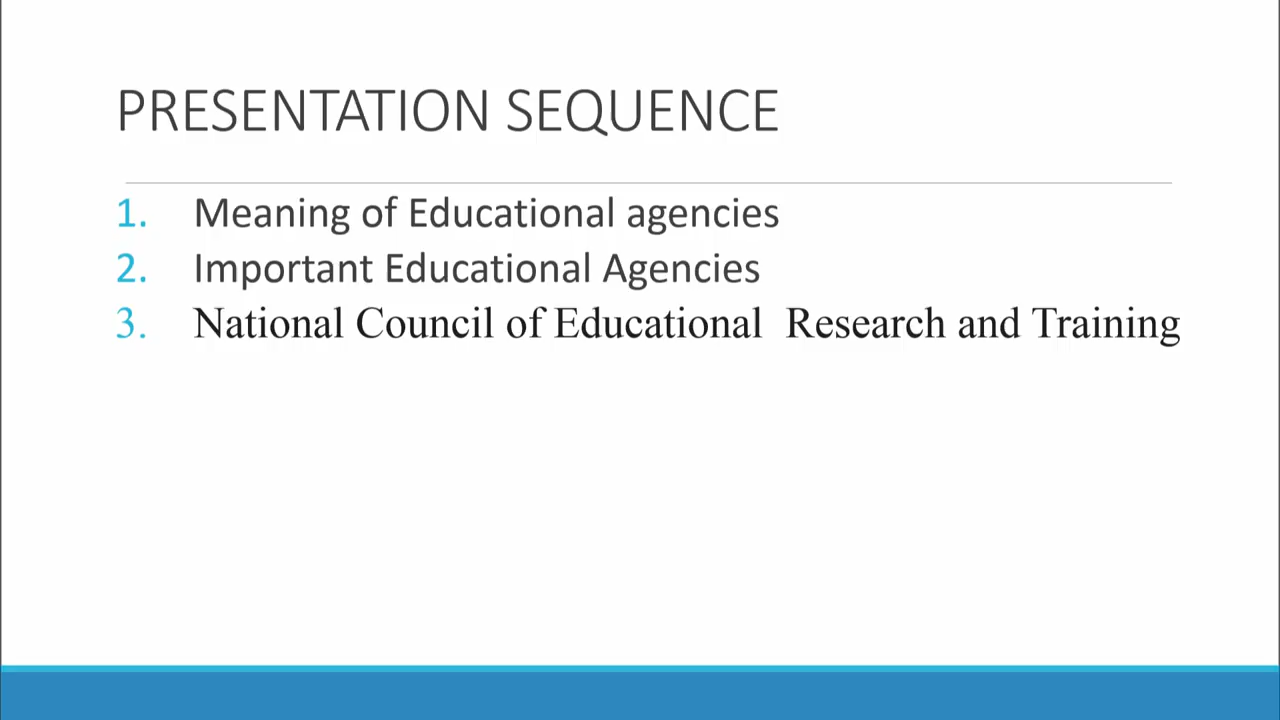 PRESENTATION SEQUENCE
1. Meaning of Educational agencies
2. Important Educational Agencies
3. National Council of Educational  Research and Training